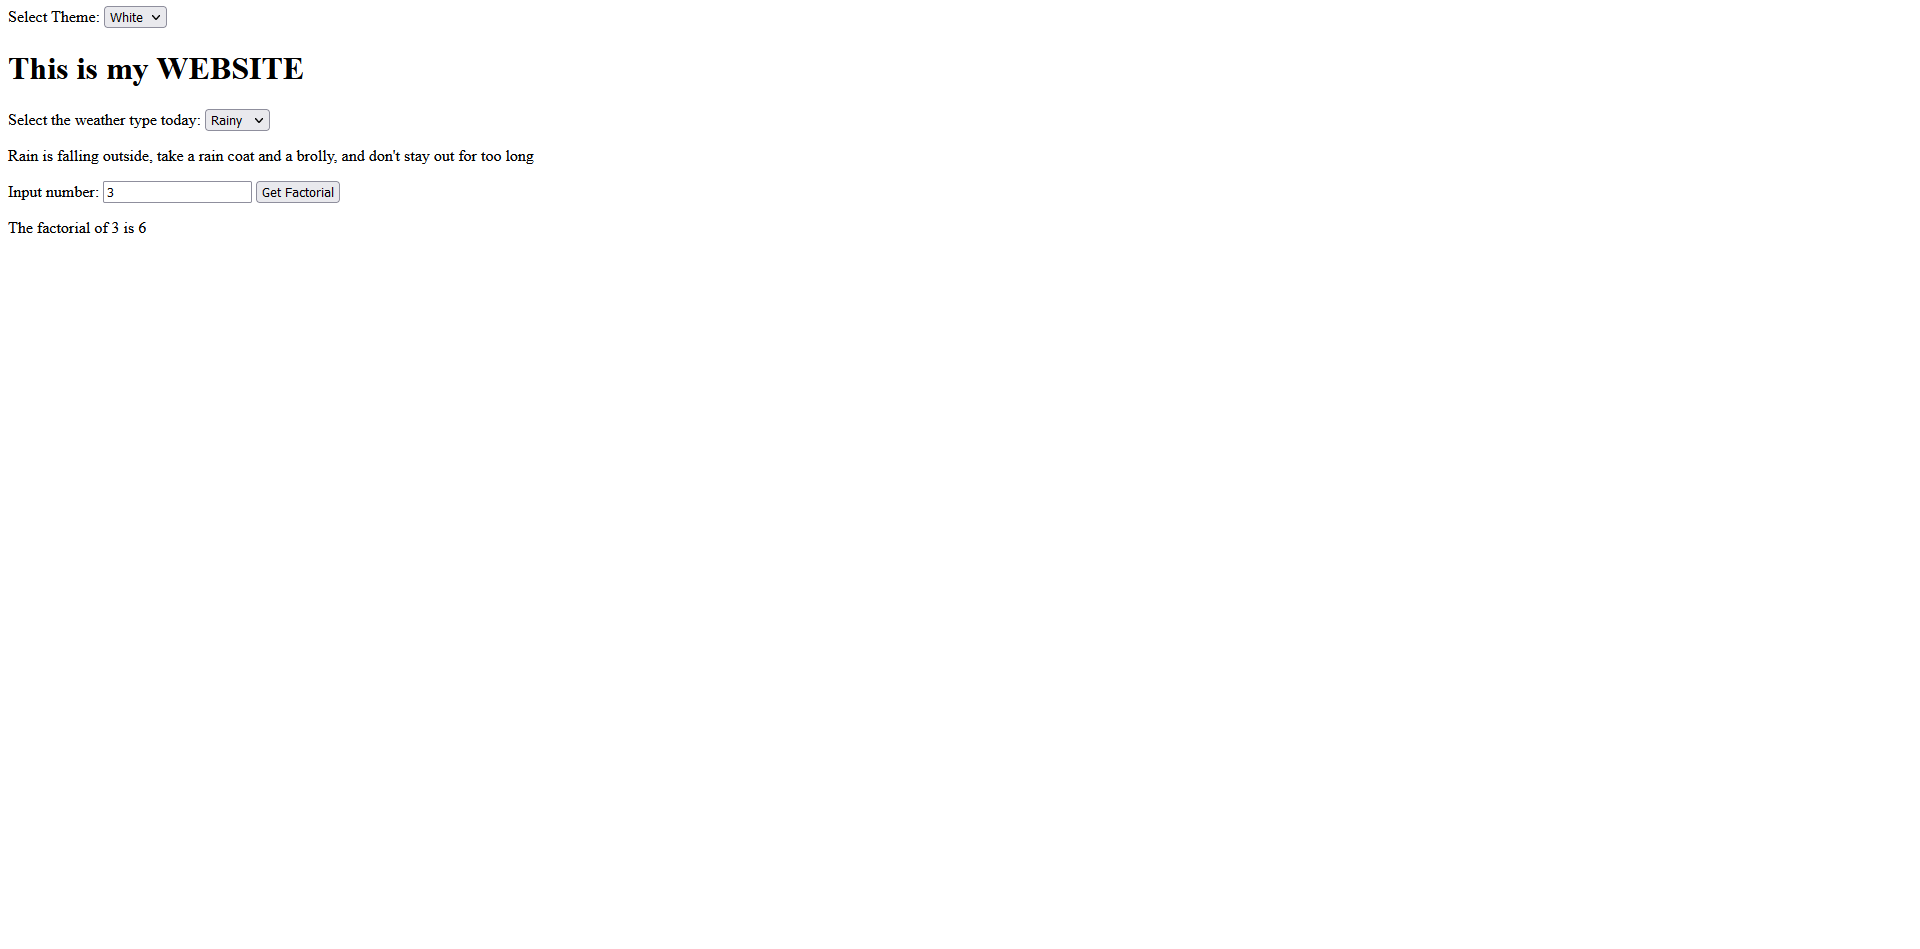 Select Theme: White
This is my WEBSITE
Select the weather type today: Rainy
Rain is falling outside, take a rain coat and a brolly, and don't stay out for too long
Input number: 3 Get Factorial
The factorial of 3 is 6